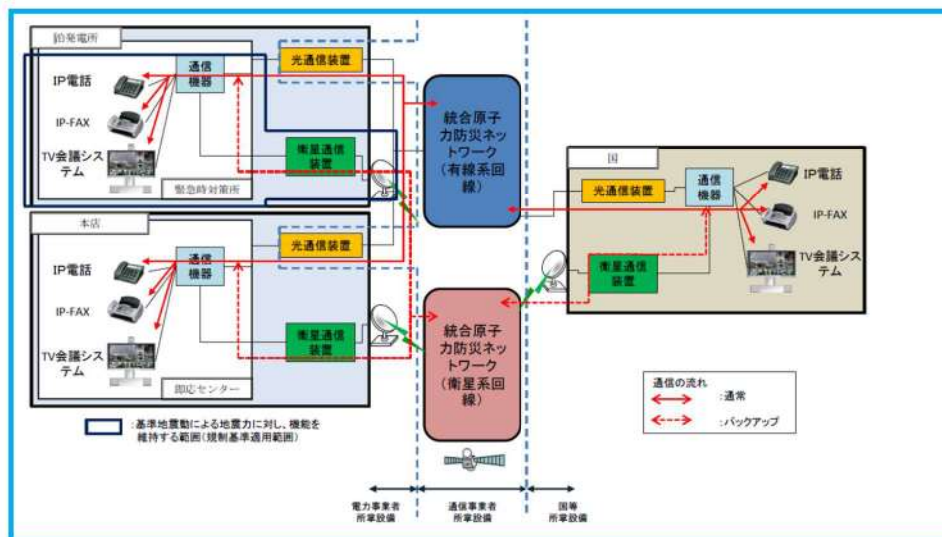 泊発電所
通信
機器
光通信装置
IP電話
IP-FAX
TV会議シス
テム
衛星通信
装置
緊急時対策所
本店
通信
機器
光通信装置
IP電話
IP-FAX
TV会議シス
テム
衛星通信
装置
即応センター
統合原子
力防災ネッ
トワーク
(有線系回
線)
統合原子
力防災ネッ
トワーク
(衛星系回
線)
国
光通信装置
通信
機器
IP電話
IP-FAX
TV会議シス
テム
衛星通信
装置
通信の流れ
:通常
:バックアップ
:基準地震動による地震力に対し、機能を
維持する範囲(規制基準適用範囲)
電力事業者
所掌設備
通信事業者
所掌設備
国等
所掌設備